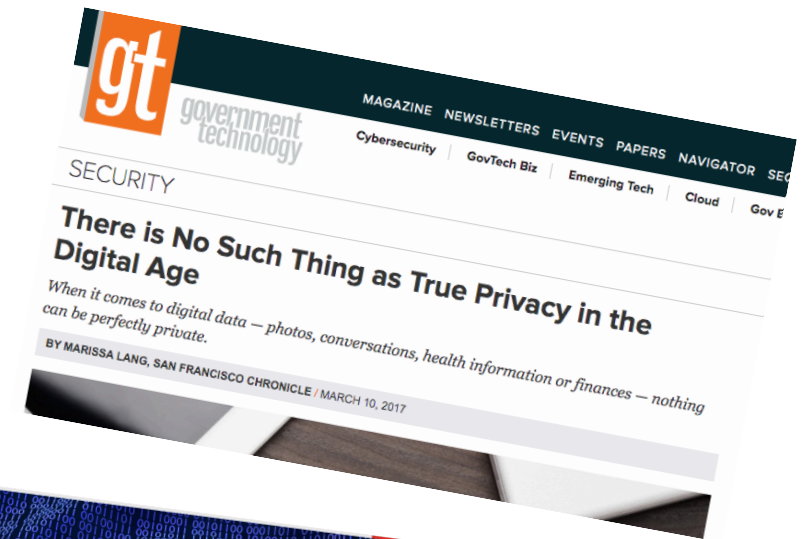 gt
government
technology
MAGAZINE NEWSLETTERS EVENTS PAPERS NAVIGATOR
Cybersecurity GovTech Biz Emerging Tech Cloud Gov
SECURITY
There is No Such Thing as True Privacy in the
Digital Age
When it comes to digital data — photos, conversations, health information or finances — nothing
can be perfectly private.
BY MARISSA LANG, SAN FRANCISCO CHRONICLE / MARCH 10, 2017